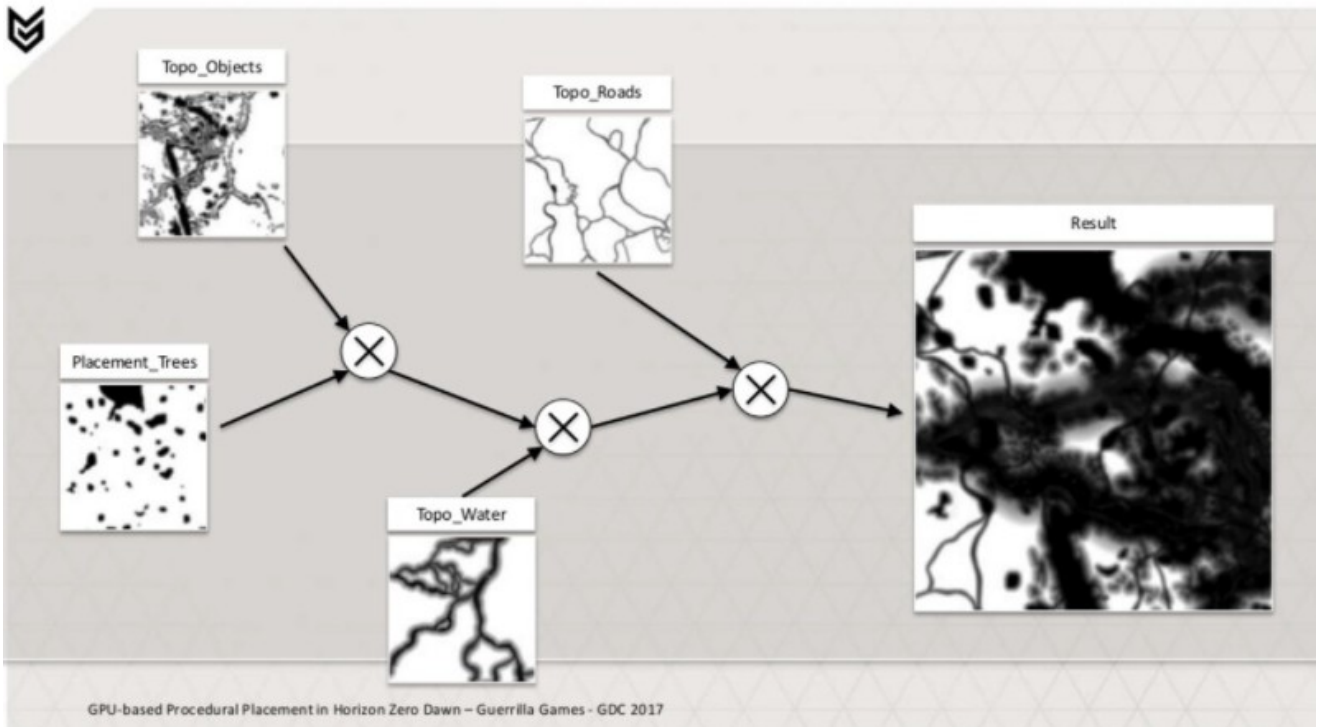 Topo_Objects
Topo_Roads
Result
Placement_Trees
Topo_Water
GPU-based Procedural Placement in Horizon Zero Dawn – Guerrilla Games - GDC 2017